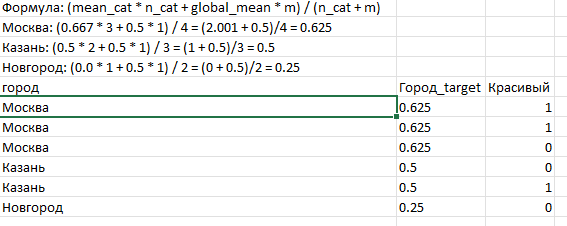 Формула: (mean_cat * n_cat + global_mean * m) / (n_cat + m)
Москва: (0.667 * 3 + 0.5 * 1) / 4 = (2.001 + 0.5)/4 = 0.625
Казань: (0.5 * 2 + 0.5 * 1) / 3 = (1 + 0.5)/3 = 0.5
Новгород: (0.0 * 1 + 0.5 * 1) / 2 = (0 + 0.5)/2 = 0.25
город Город_target Красивый
Москва 0.625 1
Москва 0.625 1
Москва 0.625 0
Казань 0.5 0
Казань 0.5 1
Новгород 0.25 0